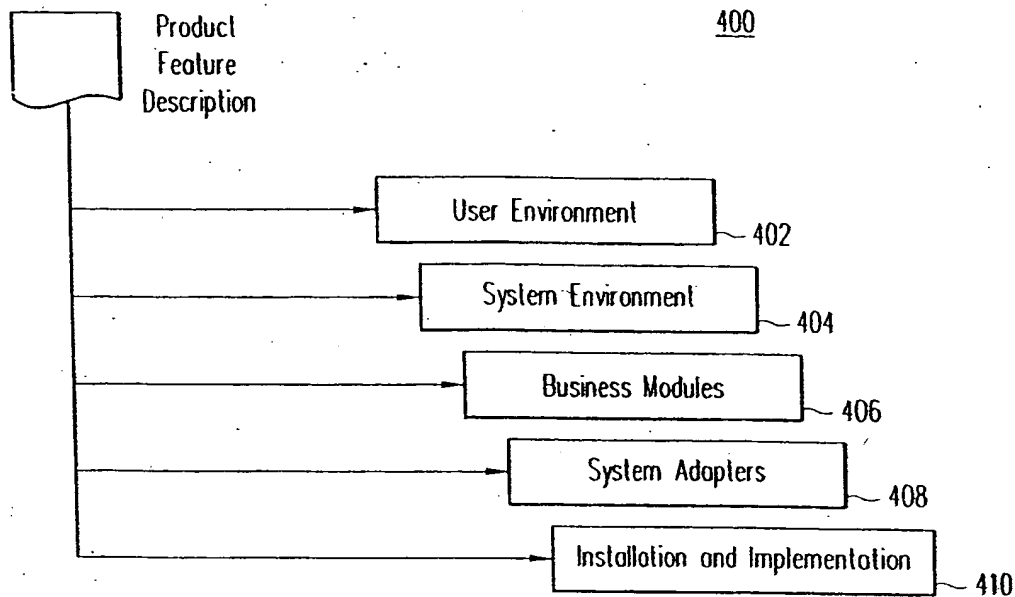 Product
Feature
Description
400
User Environment
402
System Environment
404
Business Modules
406
System Adapters
408
Installation and Implementation
410